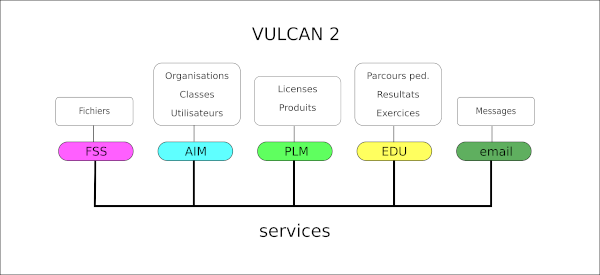 VULCAN 2
Fichiers
Organisations
Classes
Utilisateurs
Licenses
Produits
Parcours ped.
Resultats
Exercices
Messages
FSS
AIM
PLM
EDU
email
services